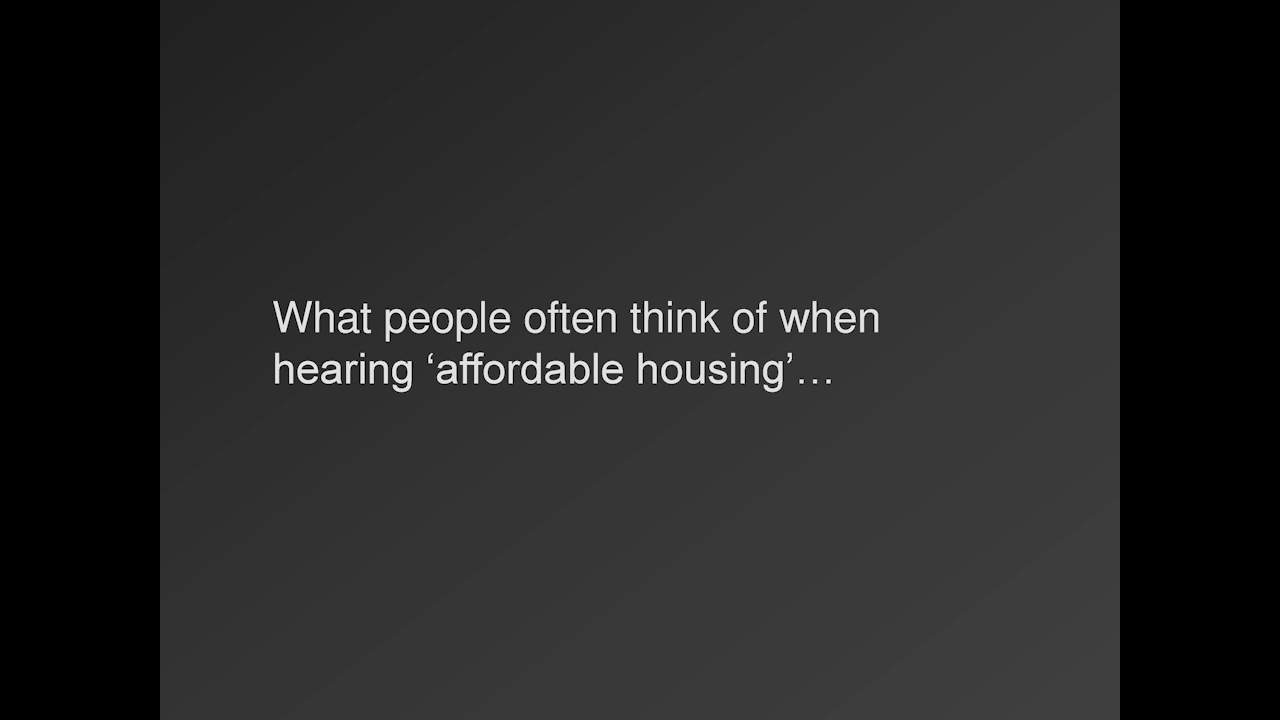 What people often think of when
hearing ‘affordable housing’…